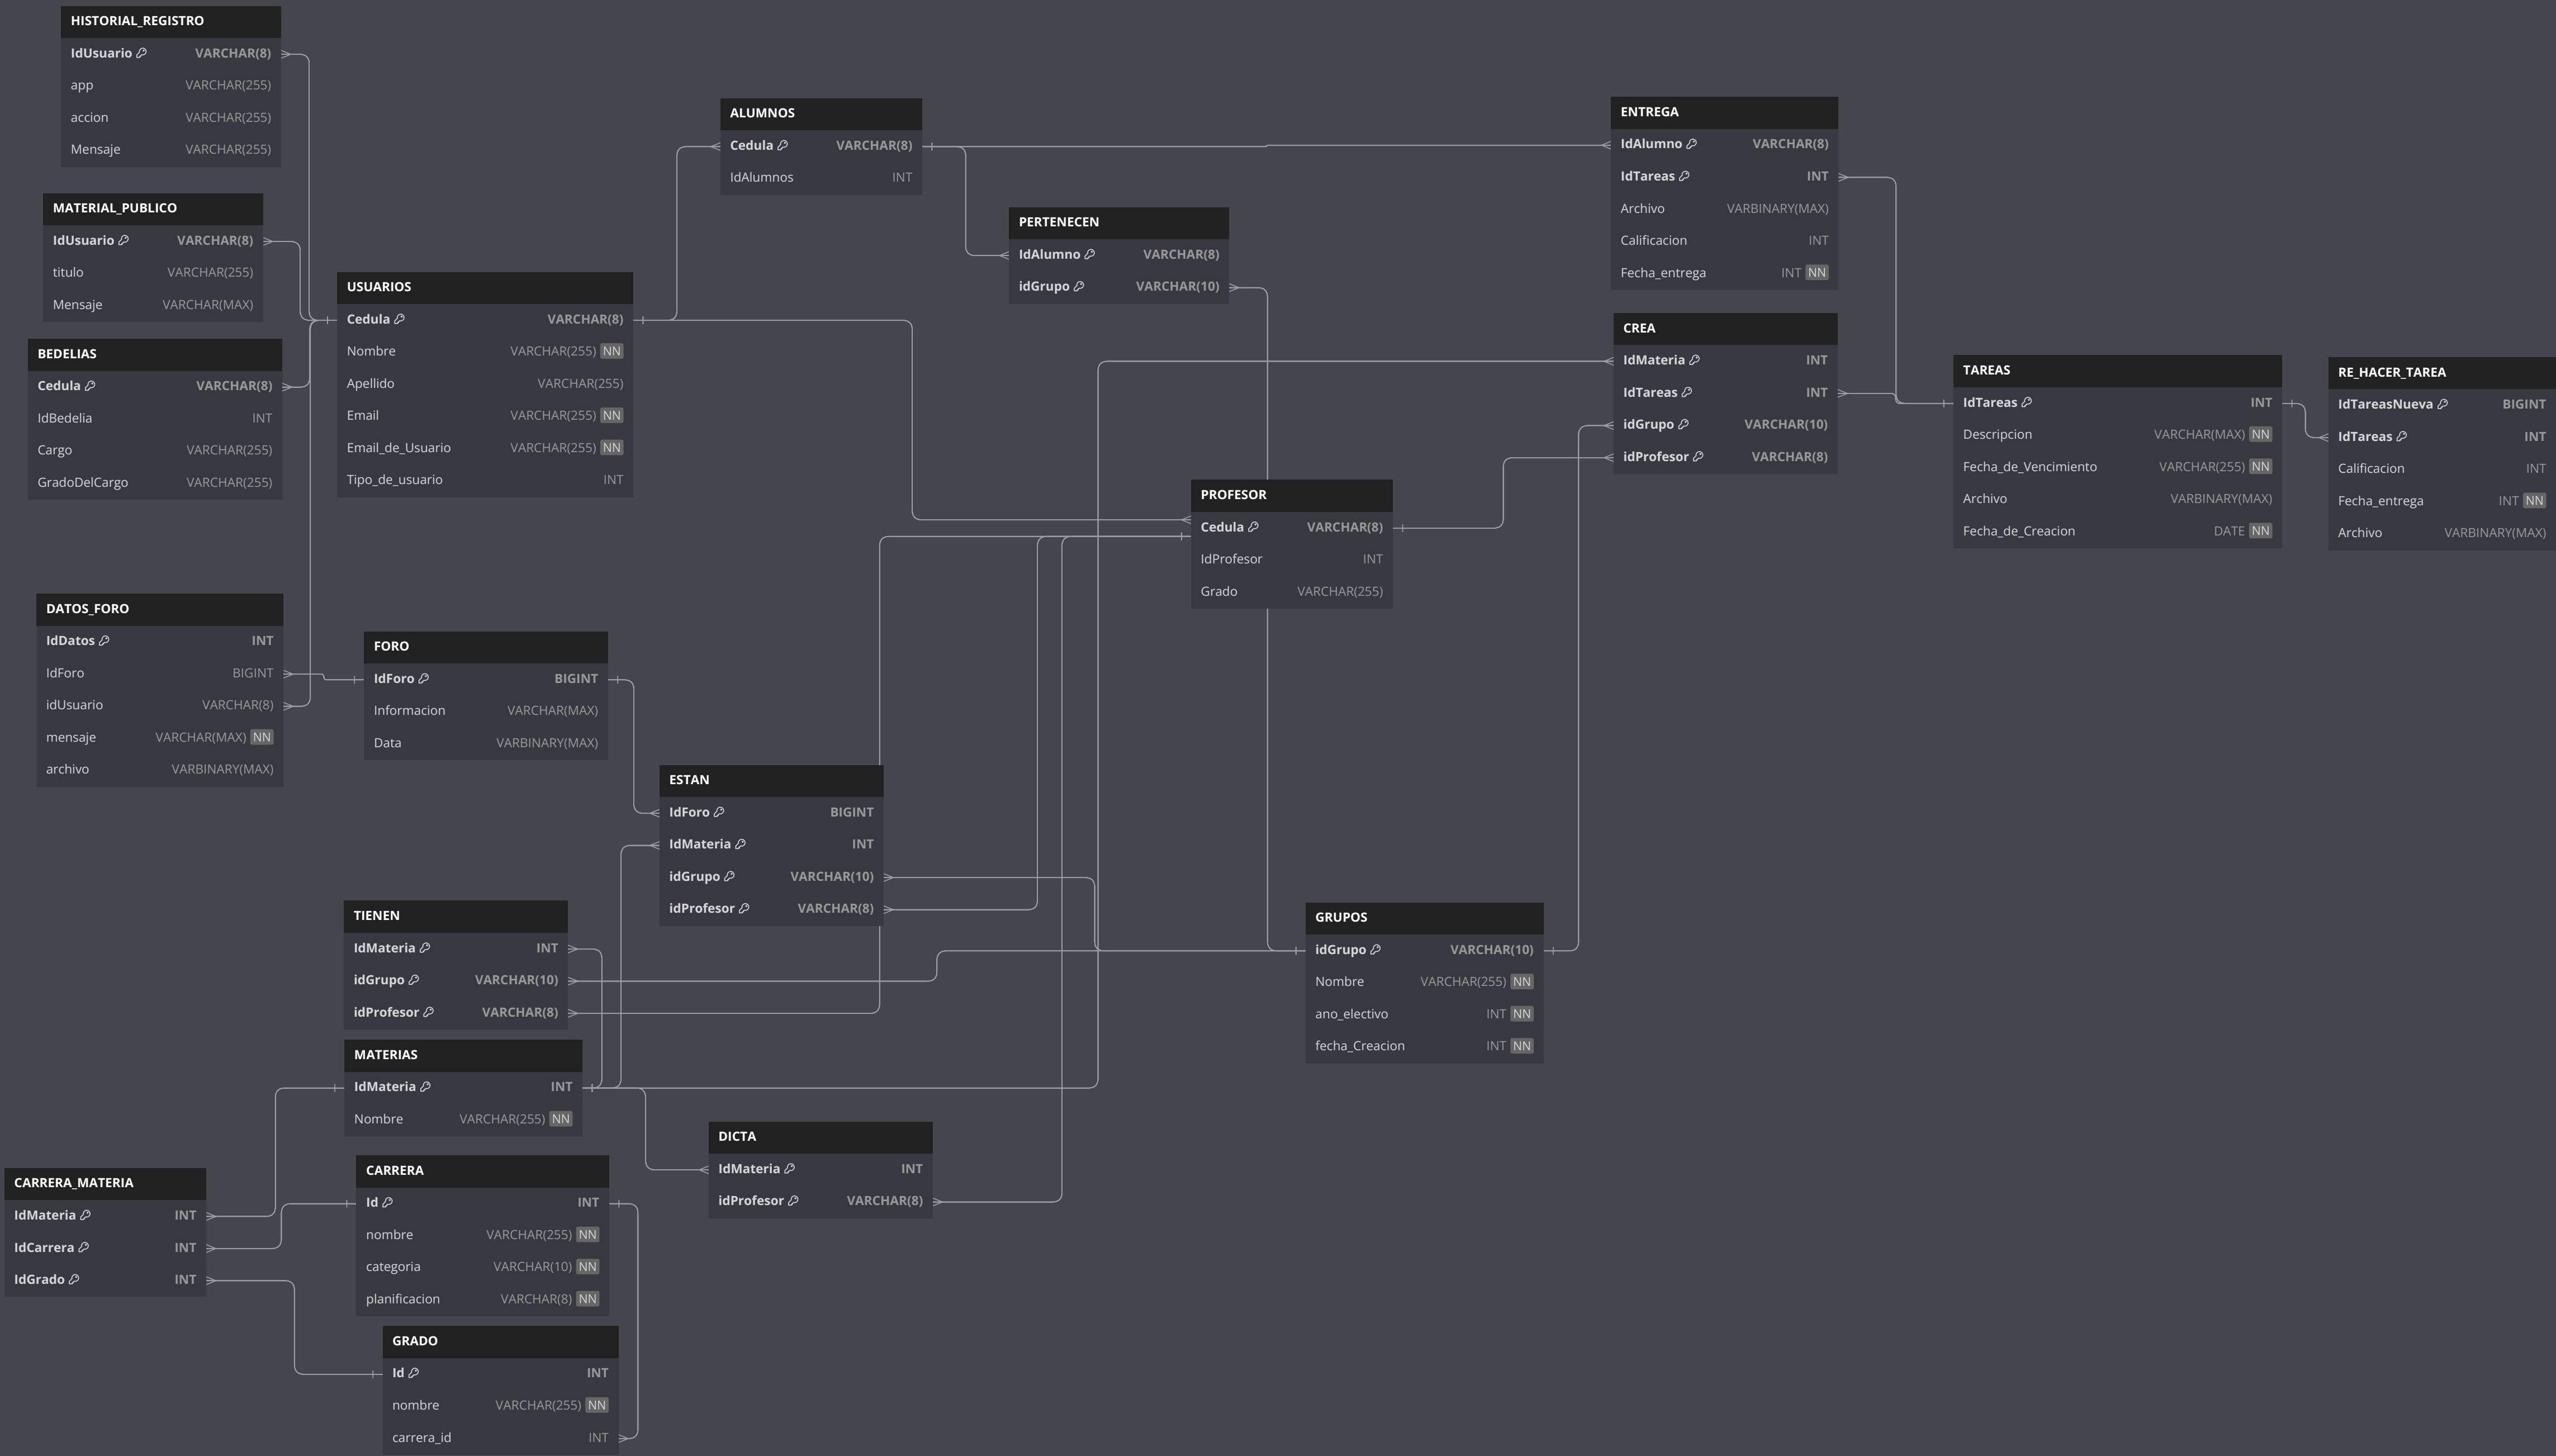 HISTORIAL_REGISTRO
IdUsuario VARCHAR(8)
app VARCHAR(255)
accion VARCHAR(255)
Mensaje VARCHAR(255)
MATERIAL_PUBLICO
IdUsuario VARCHAR(8)
titulo VARCHAR(255)
Mensaje VARCHAR(MAX)
BEDELIAS
Cedula VARCHAR(8)
IdBedelia INT
Cargo VARCHAR(255)
GradoDelCargo VARCHAR(255)
USUARIOS
Cedula VARCHAR(8)
Nombre VARCHAR(255) NN
Apellido VARCHAR(255)
Email VARCHAR(255) NN
Email_de_Usuario VARCHAR(255) NN
Tipo_de_usuario INT
ALUMNOS
Cedula VARCHAR(8)
IdAlumnos INT
PERTENECEN
IdAlumno VARCHAR(8)
idGrupo VARCHAR(10)
ENTREGA
IdAlumno VARCHAR(8)
IdTareas INT
Archivo VARBINARY(MAX)
Calificacion INT
Fecha_entrega INT NN
CREA
IdMateria INT
IdTareas INT
idGrupo VARCHAR(10)
idProfesor VARCHAR(8)
TAREAS
IdTareas INT
Descripcion VARCHAR(MAX) NN
Fecha_de_Vencimiento VARCHAR(255) NN
Archivo VARBINARY(MAX)
Fecha_de_Creacion DATE NN
RE_HACER_TAREA
IdTareasNueva BIGINT
IdTareas INT
Calificacion INT
Fecha_entrega INT NN
Archivo VARBINARY(MAX)
PROFESOR
Cedula VARCHAR(8)
IdProfesor INT
Grado VARCHAR(255)
DATOS_FORO
IdDatos INT
IdForo BIGINT
idUsuario VARCHAR(8)
mensaje VARCHAR(MAX) NN
archivo VARBINARY(MAX)
FORO
IdForo BIGINT
Informacion VARCHAR(MAX)
Data VARBINARY(MAX)
ESTAN
IdForo BIGINT
IdMateria INT
idGrupo VARCHAR(10)
idProfesor VARCHAR(8)
TIENEN
IdMateria INT
idGrupo VARCHAR(10)
idProfesor VARCHAR(8)
GRUPOS
idGrupo VARCHAR(10)
Nombre VARCHAR(255) NN
ano_electivo INT NN
fecha_Creacion INT NN
MATERIAS
IdMateria INT
Nombre VARCHAR(255) NN
DICTA
IdMateria INT
idProfesor VARCHAR(8)
CARRERA_MATERIA
IdMateria INT
IdCarrera INT
IdGrado INT
CARRERA
Id INT
nombre VARCHAR(255) NN
categoria VARCHAR(10) NN
planificacion VARCHAR(8) NN
GRADO
Id INT
nombre VARCHAR(255) NN
carrera_id INT